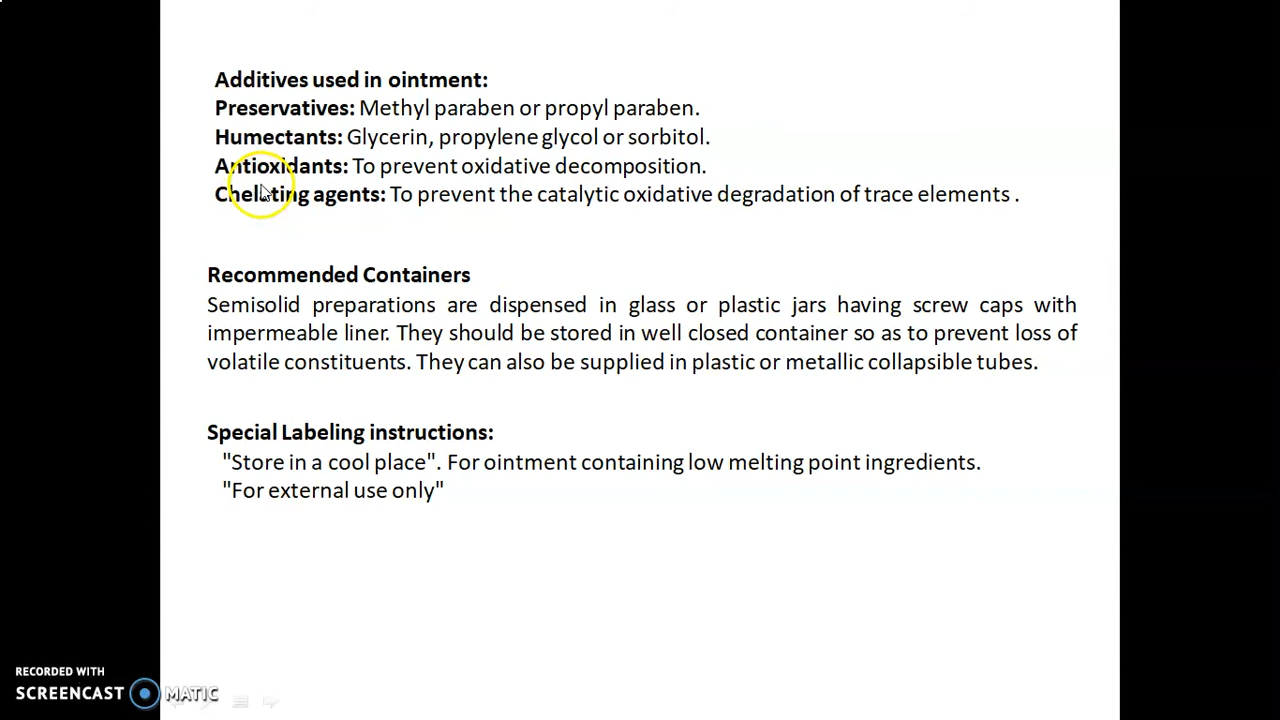 Additives used in ointment:
Preservatives: Methyl paraben or propyl paraben.
Humectants: Glycerin, propylene glycol or sorbitol.
Antioxidants: To prevent oxidative decomposition.
Chelating agents: To prevent the catalytic oxidative degradation of trace elements .
Recommended Containers
Semisolid preparations are dispensed in glass or plastic jars having screw caps with
impermeable liner. They should be stored in well closed container so as to prevent loss of
volatile constituents. They can also be supplied in plastic or metallic collapsible tubes.
Special Labeling instructions:
"Store in a cool place". For ointment containing low melting point ingredients.
"For external use only"
RECORDED WITH
SCREENCAST MATIC